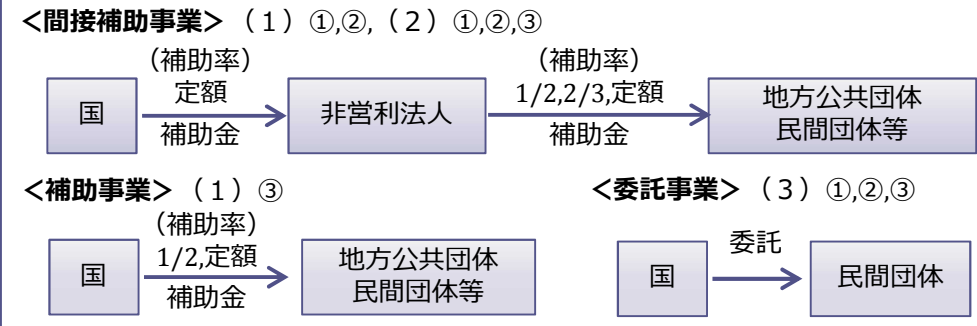 ＜間接補助事業＞（１）①,②,（２）①,②,③
（補助率）
定額
（補助率）
1/2,2/3,定額
国
非営利法人
地方公共団体
民間団体等
補助金
補助金
＜補助事業＞（１）③
＜委託事業＞（３）①,②,③
（補助率）
1/2,定額
国
地方公共団体
民間団体等
補助金
委託
国
民間団体